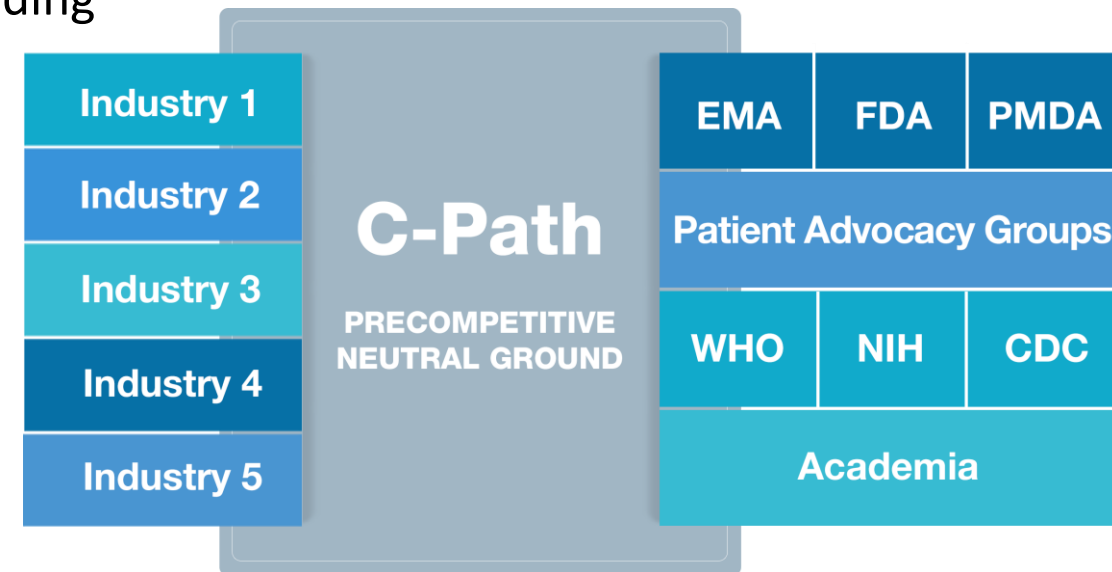 Industry 1
Industry 2
Industry 3
Industry 4
Industry 5
C-Path
PRECOMPETITIVE
NEUTRAL GROUND
EMA FDA PMDA
Patient Advocacy Groups
WHO NIH CDC
Academia